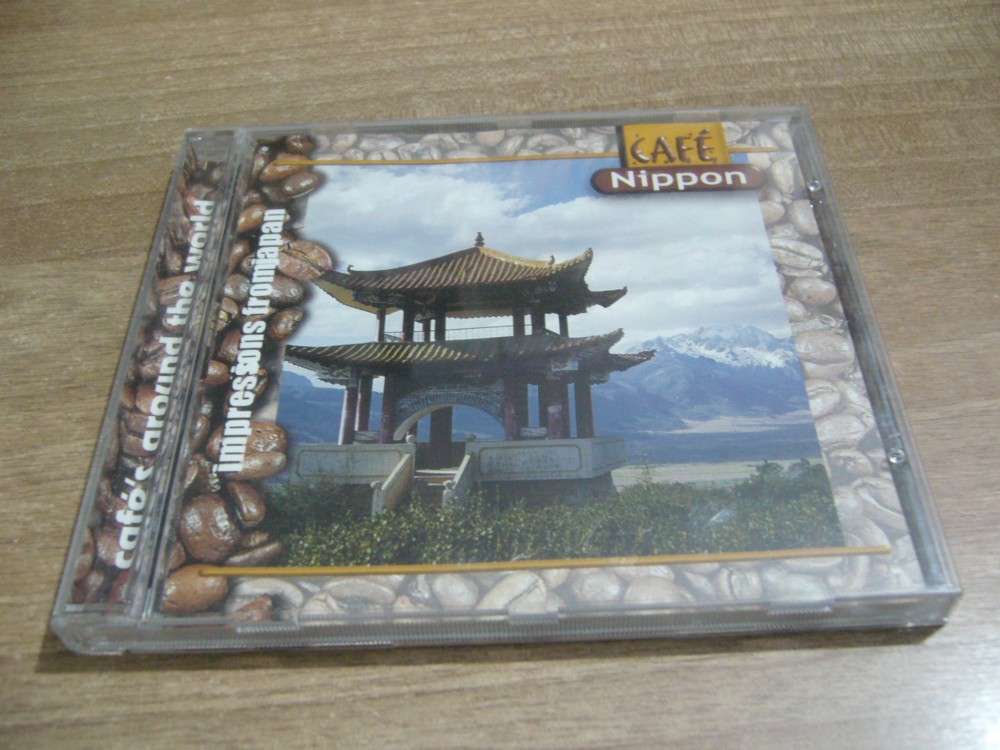 CAFÉ
Nippon
café's around the world
impressions from japan